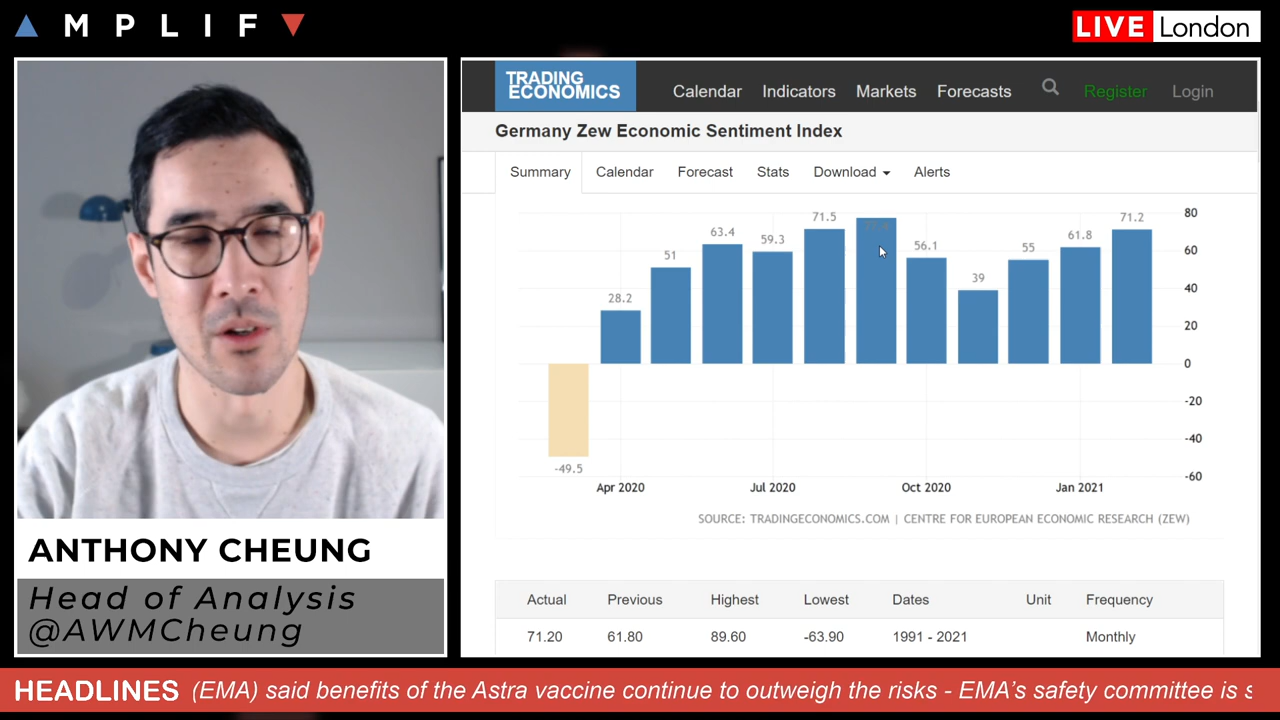 AMPLIFY
LIVE London
TRADING
ECONOMICS
Calendar Indicators Markets Forecasts Register Login
Germany Zew Economic Sentiment Index
Summary Calendar Forecast Stats Download Alerts
-49.5 28.2 51 63.4 59.3 71.5 56.1 39 55 61.8 71.2
80
60
40
20
0
-20
-40
-60
Apr 2020 Jul 2020 Oct 2020 Jan 2021
SOURCE: TRADINGECONOMICS.COM | CENTRE FOR EUROPEAN ECONOMIC RESEARCH (ZEW)
Actual Previous Highest Lowest Dates Unit Frequency
71.20 61.80 89.60 -63.90 1991 - 2021 Monthly
ANTHONY CHEUNG
Head of Analysis
@AWMCheung
HEADLINES (EMA) said benefits of the Astra vaccine continue to outweigh the risks - EMA's safety committee is